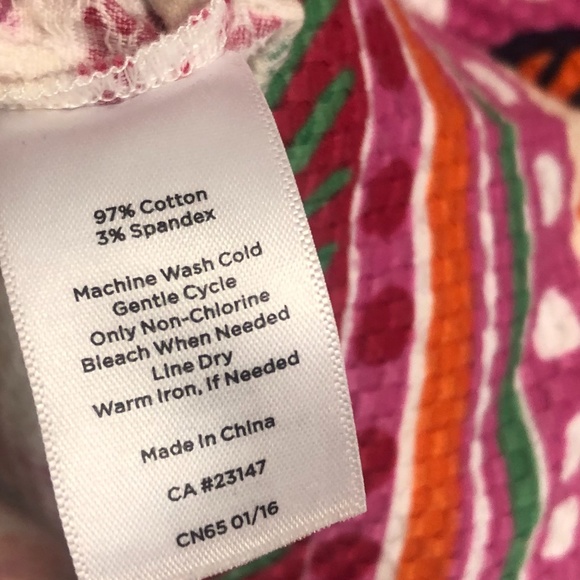 97% Cotton
3% Spandex
Machine Wash Cold
Gentle Cycle
Only Non-Chlorine
Bleach When Needed
Line Dry
Warm Iron, If Needed
Made In China
CA #23147
CN65 01/16